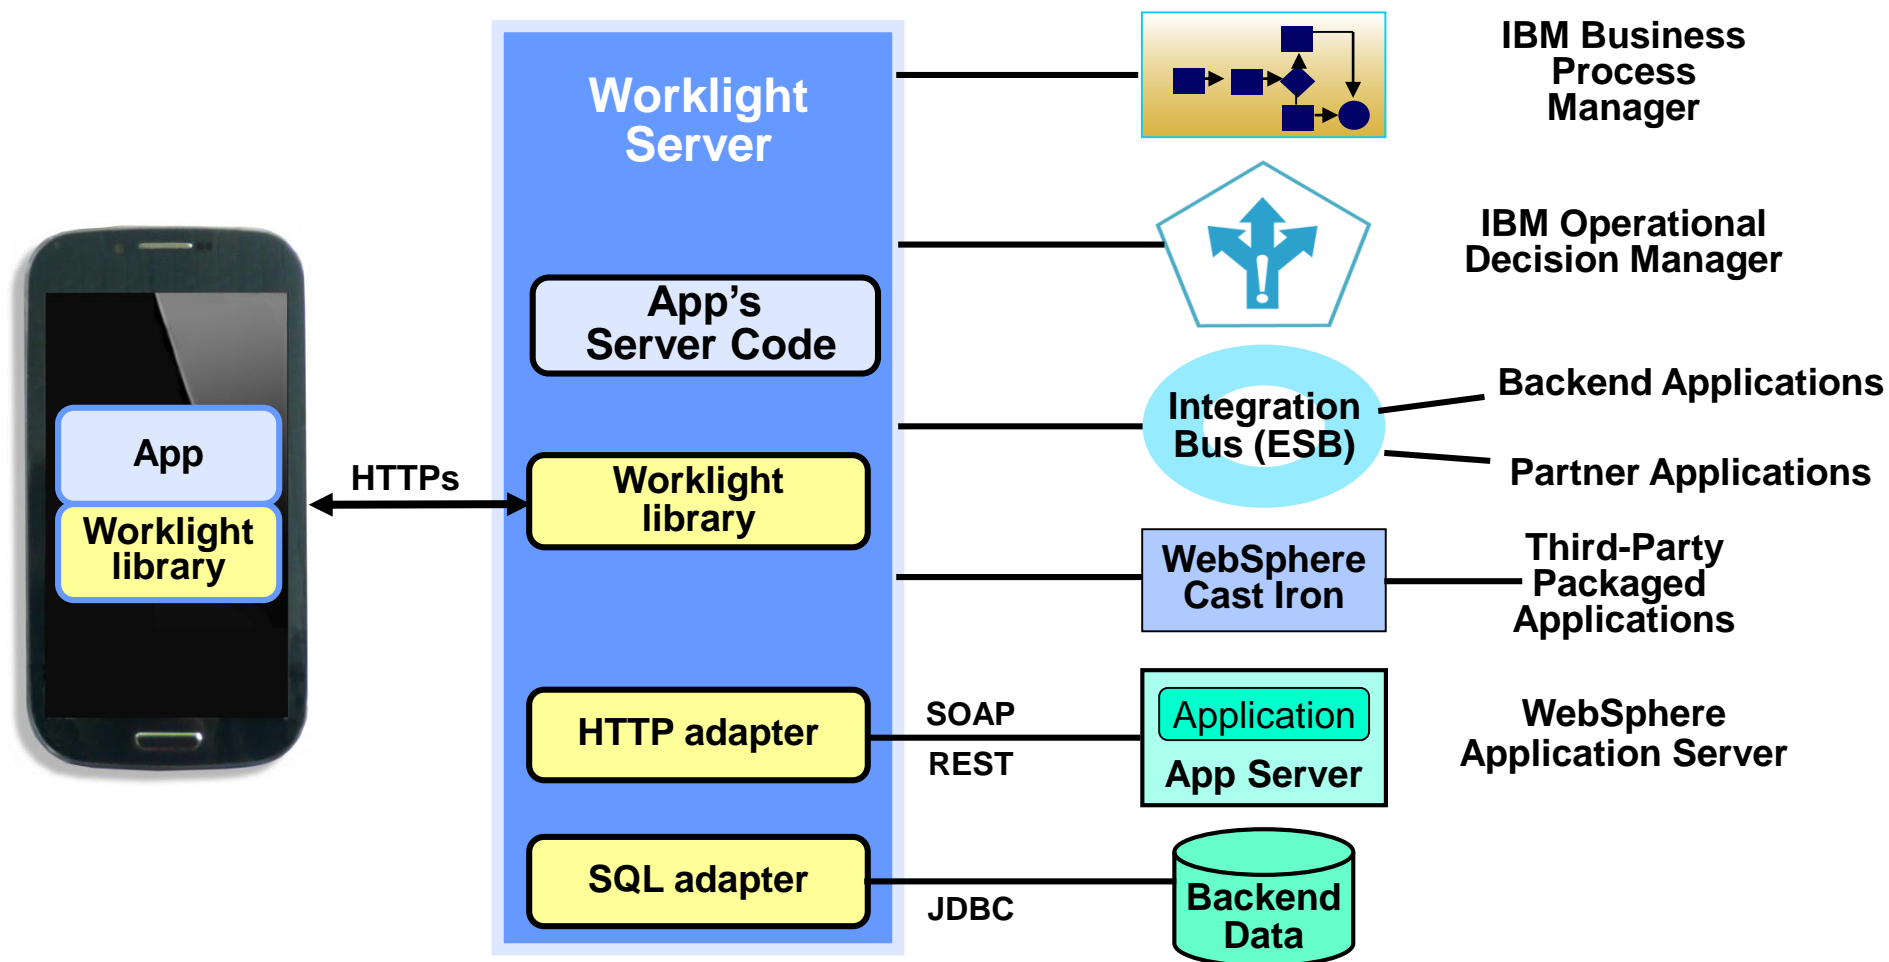 Worklight
Server
App's
Server Code
Worklight
library
HTTP adapter
SQL adapter
App
Worklight
library
HTTPs
SOAP
REST
JDBC
IBM Business
Process
Manager
IBM Operational
Decision Manager
Integration
Bus (ESB)
Backend Applications
Partner Applications
WebSphere
Cast Iron
Third-Party
Packaged
Applications
Application
App Server
WebSphere
Application Server
Backend
Data